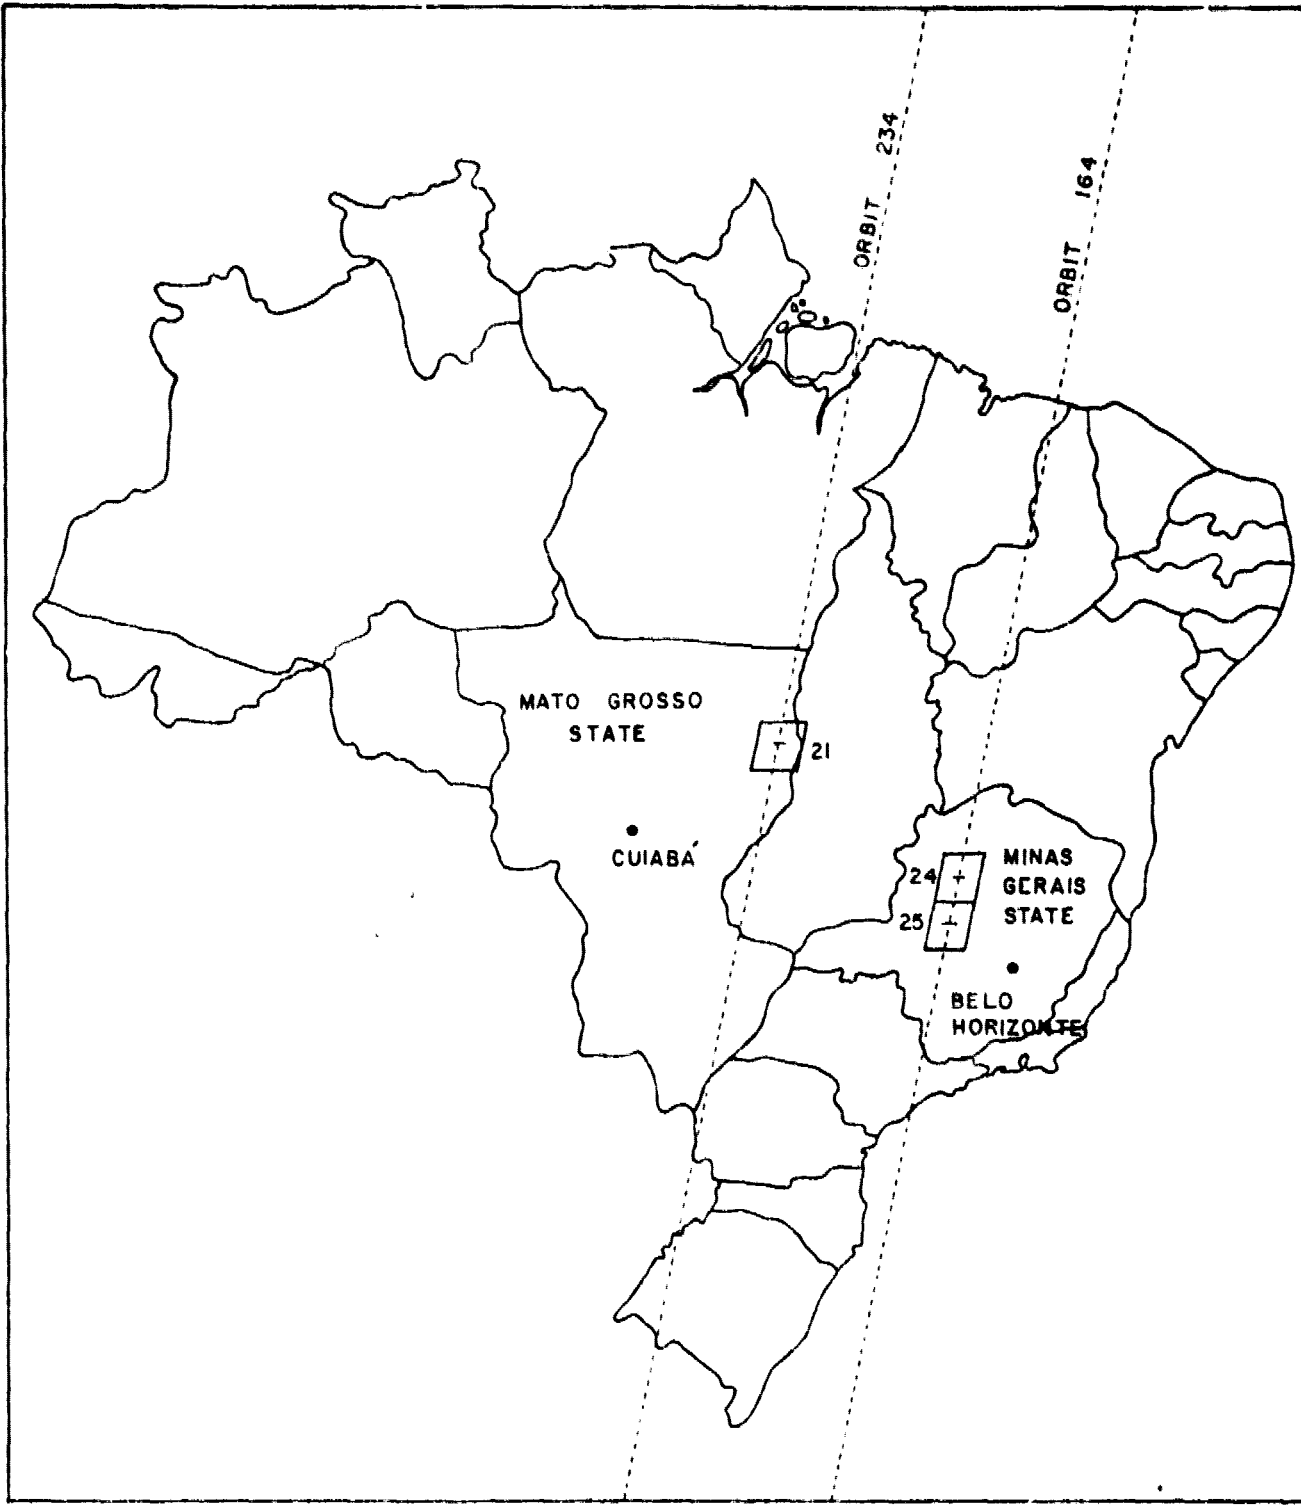 ORBIT 234
ORBIT 164
MATO GROSSO
STATE
21
CUIABÁ
24
25
MINAS
GERAIS
STATE
BELO
HORIZONTE